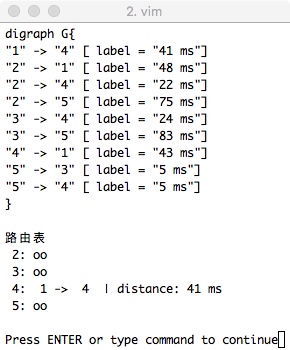 2. vim
digraph G{
"1" -> "4" [ label = "41 ms"]
"2" -> "1" [ label = "48 ms"]
"2" -> "4" [ label = "22 ms"]
"2" -> "5" [ label = "75 ms"]
"3" -> "4" [ label = "24 ms"]
"3" -> "5" [ label = "83 ms"]
"4" -> "1" [ label = "43 ms"]
"5" -> "3" [ label = "5 ms"]
"5" -> "4" [ label = "5 ms"]
}
路由表
2: oo
3: oo
4:  1 ->  4  | distance: 41 ms
5: oo
Press ENTER or type command to continue